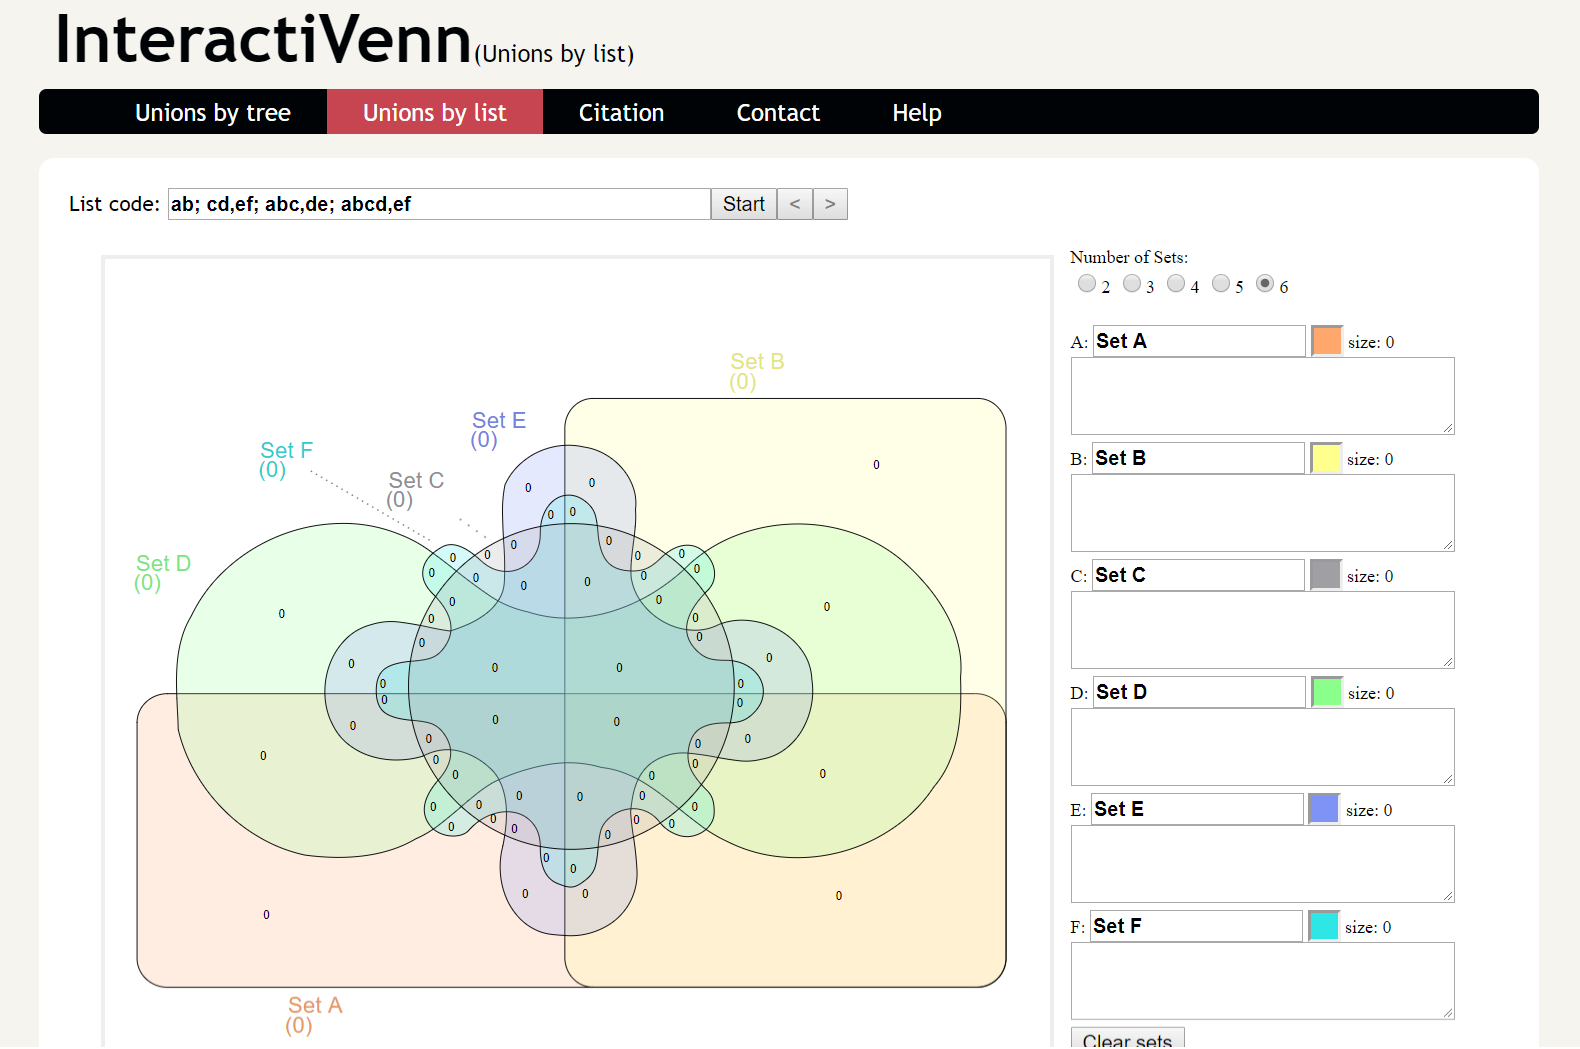 InteractiVenn(Unions by list)
Unions by tree Unions by list Citation Contact Help
List code: ab; cd,ef; abc,de; abcd,ef Start < >
Number of Sets:
2 3 4 5 6
A: Set A size: 0
B: Set B size: 0
C: Set C size: 0
D: Set D size: 0
E: Set E size: 0
F: Set F size: 0
Clear sets
Set B
(0)
Set E
(0)
Set F
(0)
Set C
(0)
Set D
(0)
0
0 0
0 0
0 0 0 0 0 0
0 0 0 0
0 0 0 0
0 0 0 0
0 0 0 0
0 0 0 0
0 0
0 0
0 0 0 0
0 0 0 0
0 0 0 0
0 0 0 0
0 0 0 0 0
0 0 0 0
0 0 0 0
0 0
0 0 0
0
Set A
(0)